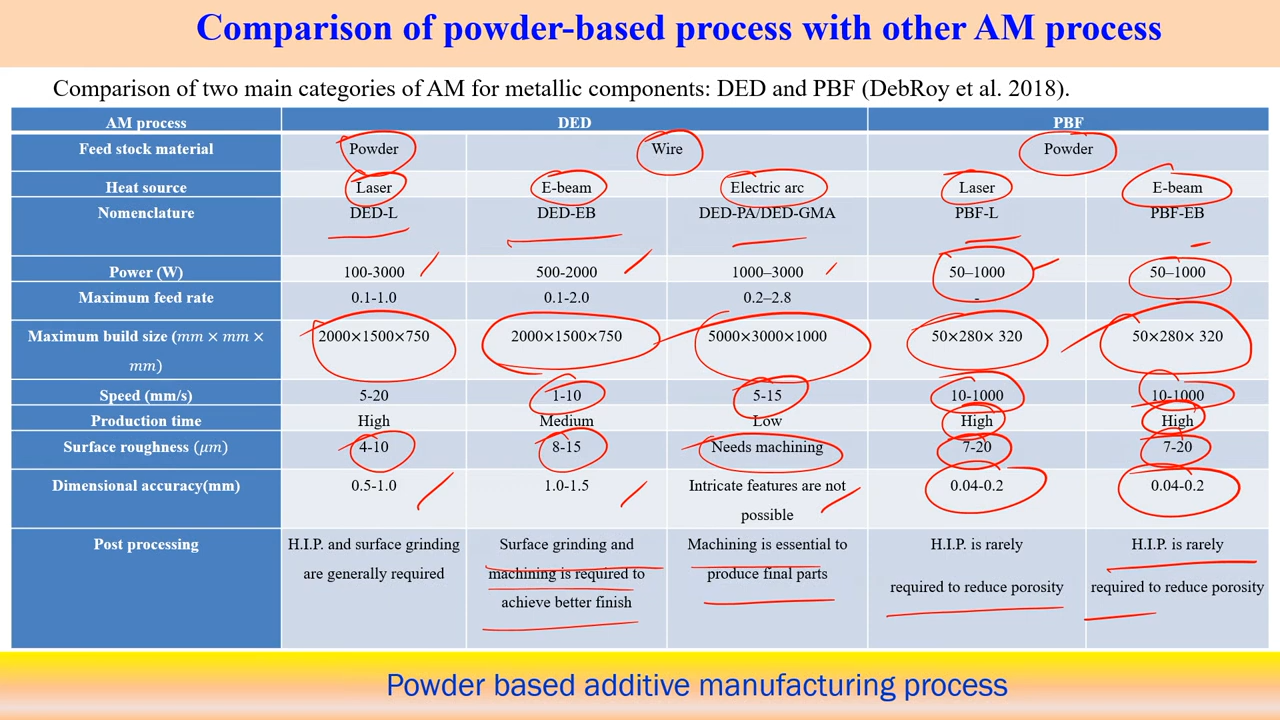 Comparison of powder-based process with other AM process
Comparison of two main categories of AM for metallic components: DED and PBF (DebRoy et al. 2018).
AM process DED PBF
Feed stock material Powder Wire Powder
Heat source Laser E-beam Electric arc Laser E-beam
Nomenclature DED-L DED-EB DED-PA/DED-GMA PBF-L PBF-EB
Power (W) 100-3000 500-2000 1000–3000 50–1000 50–1000
Maximum feed rate 0.1-1.0 0.1-2.0 0.2–2.8 - -
Maximum build size (mm × mm × 2000×1500×750 2000×1500×750 5000×3000×1000 50×280× 320 50×280× 320
mm)
Speed (mm/s) 5-20 1-10 5-15 10-1000 10-1000
Production time High Medium Low High High
Surface roughness (μm) 4-10 8-15 Needs machining 7-20 7-20
Dimensional accuracy(mm) 0.5-1.0 1.0-1.5 Intricate features are not 0.04-0.2 0.04-0.2
possible
Post processing H.I.P. and surface grinding Surface grinding and Machining is essential to H.I.P. is rarely H.I.P. is rarely
are generally required machining is required to produce final parts required to reduce porosity required to reduce porosity
achieve better finish
Powder based additive manufacturing process